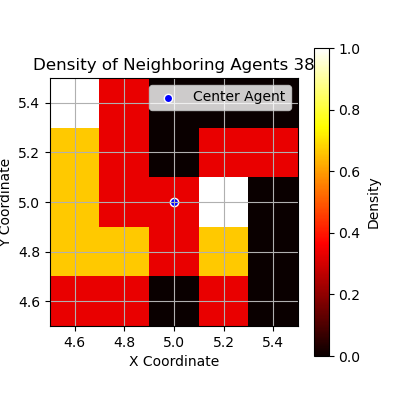 Density of Neighboring Agents 38
Center Agent
Y Coordinate
5.4
5.2
5.0
4.8
4.6
4.6 4.8 5.0 5.2 5.4
X Coordinate
1.0
0.8
0.6
0.4
0.2
0.0
Density